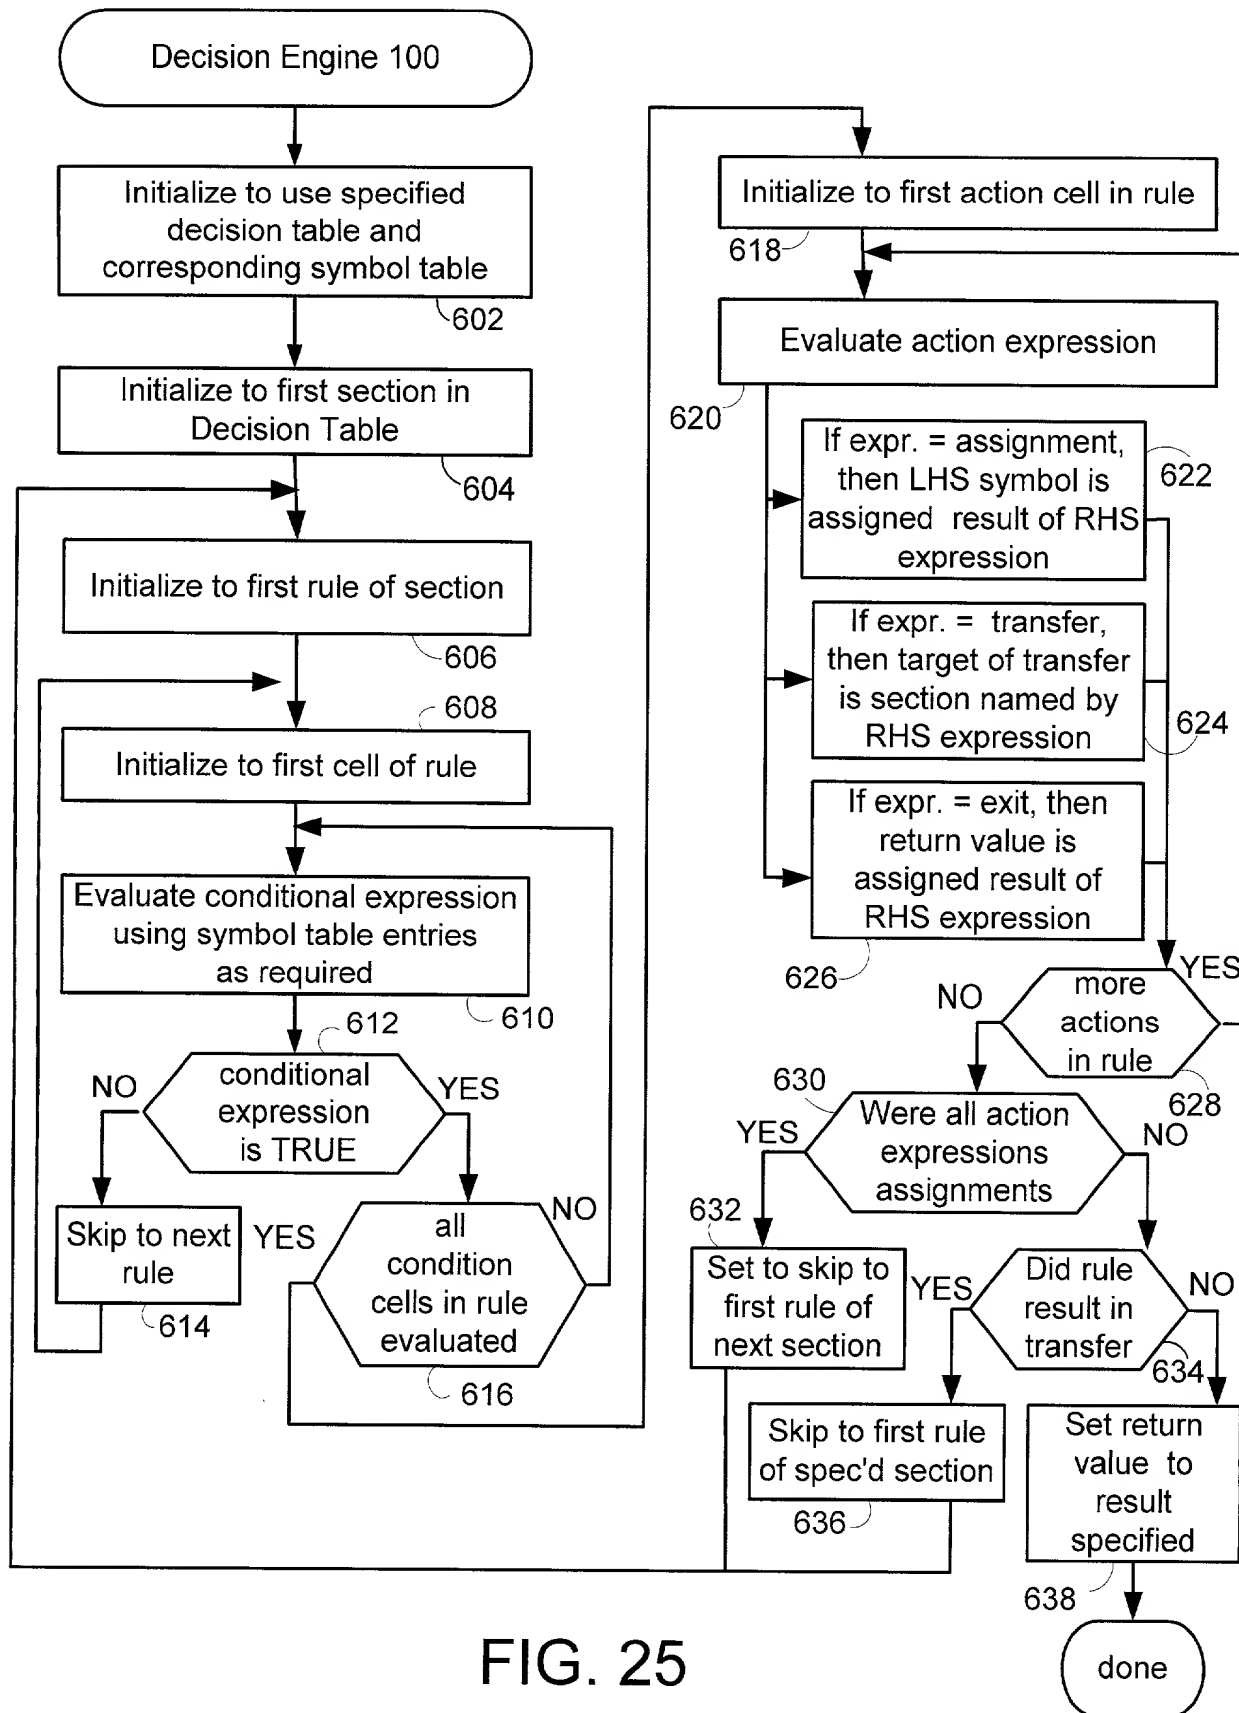 Decision Engine 100
Initialize to use specified
decision table and
corresponding symbol table
602
Initialize to first section in
Decision Table
604
Initialize to first rule of section
606
608
Initialize to first cell of rule
Evaluate conditional expression
using symbol table entries
as required
610
612
conditional
expression
is TRUE
NO
YES
Skip to next
rule
614
YES
NO
all
condition
cells in rule
evaluated
616
Initialize to first action cell in rule
618
Evaluate action expression
620
If expr. = assignment,
then LHS symbol is
assigned result of RHS
expression
622
If expr. = transfer,
then target of transfer
is section named by
RHS expression
624
If expr. = exit, then
return value is
assigned result of
RHS expression
626
YES
NO
more
actions
in rule
628
630
Were all action
expressions
assignments
YES
NO
632
Set to skip to
first rule of
next section
YES
Did rule
result in
transfer
NO
634
Skip to first rule
of spec'd section
636
Set return
value to
result
specified
638
done
FIG. 25